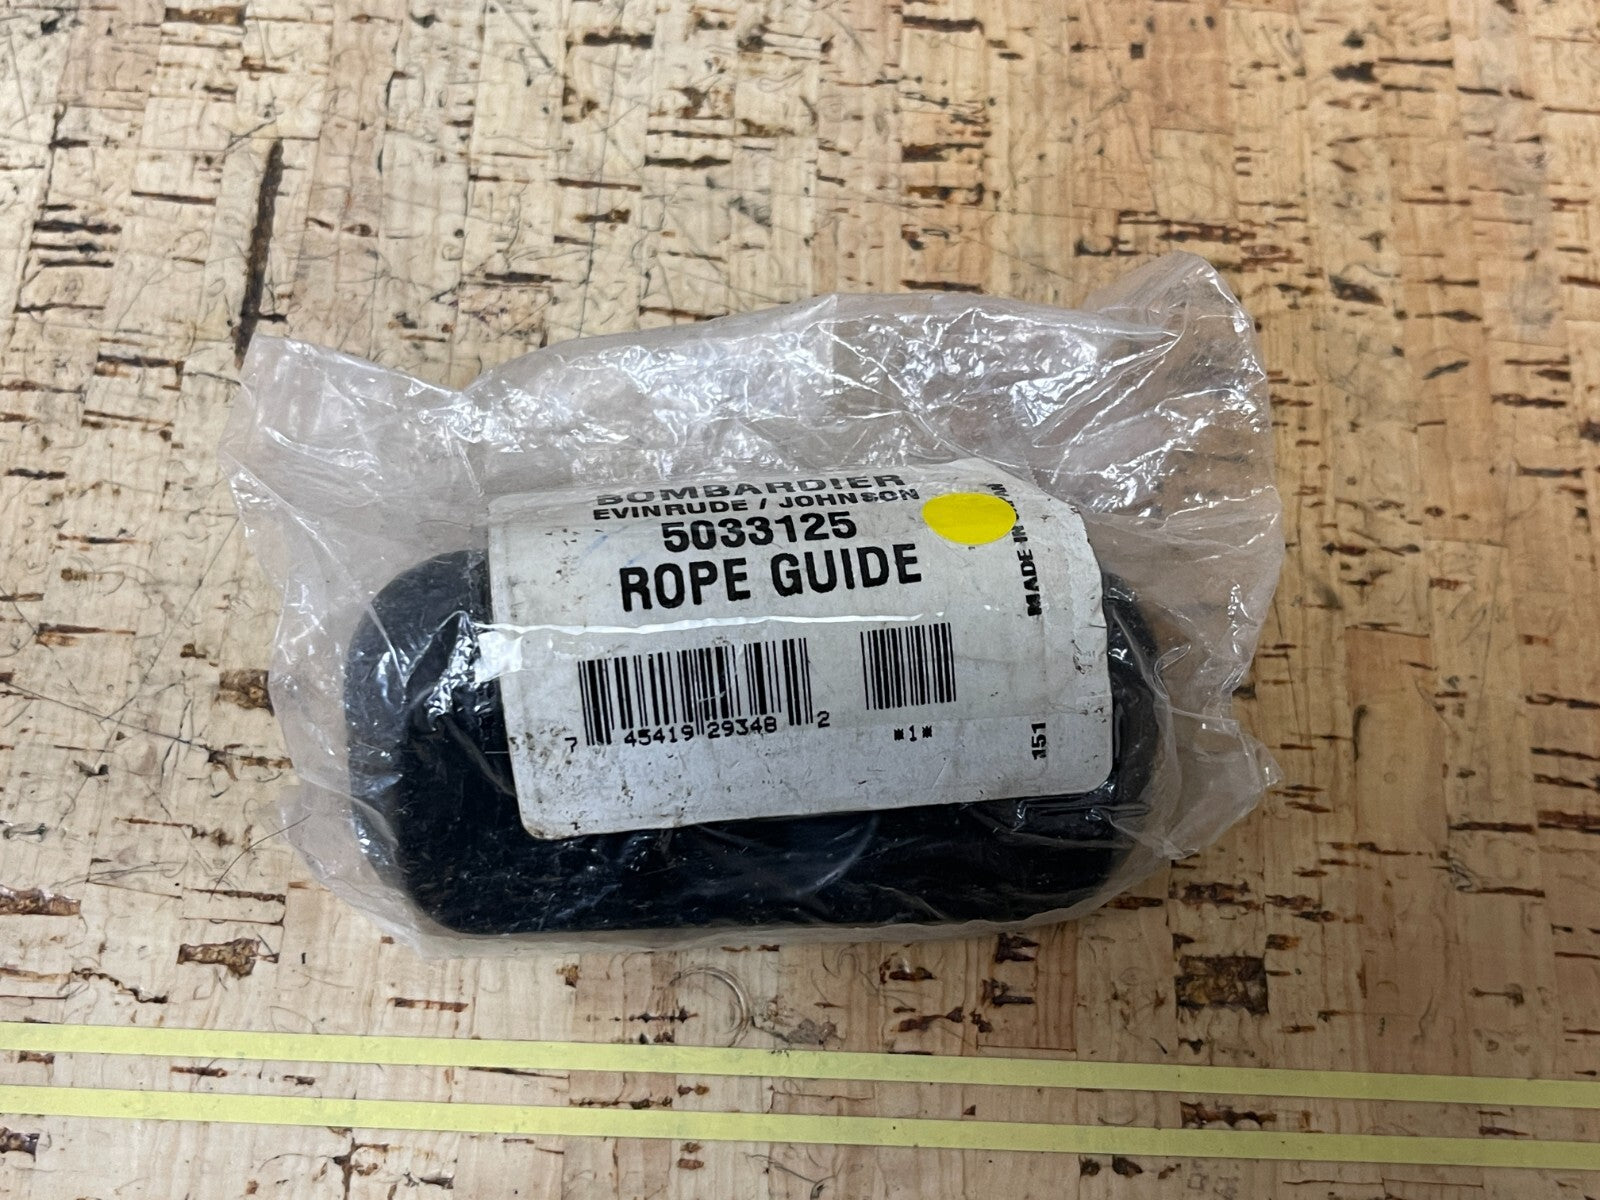 BOMBARDIER
EVINRUDE / JOHNSON
5033125
ROPE GUIDE
7 45419 29348 2
*1*
MADE IN
151